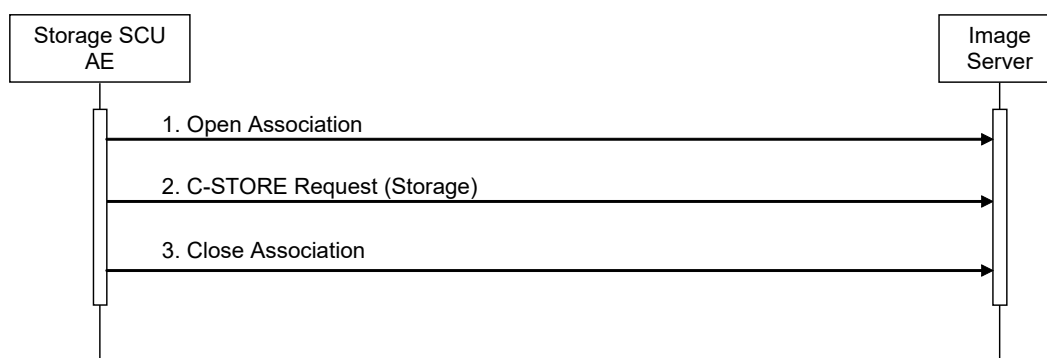 Storage SCU
AE
Image
Server
1. Open Association
2. C-STORE Request (Storage)
3. Close Association